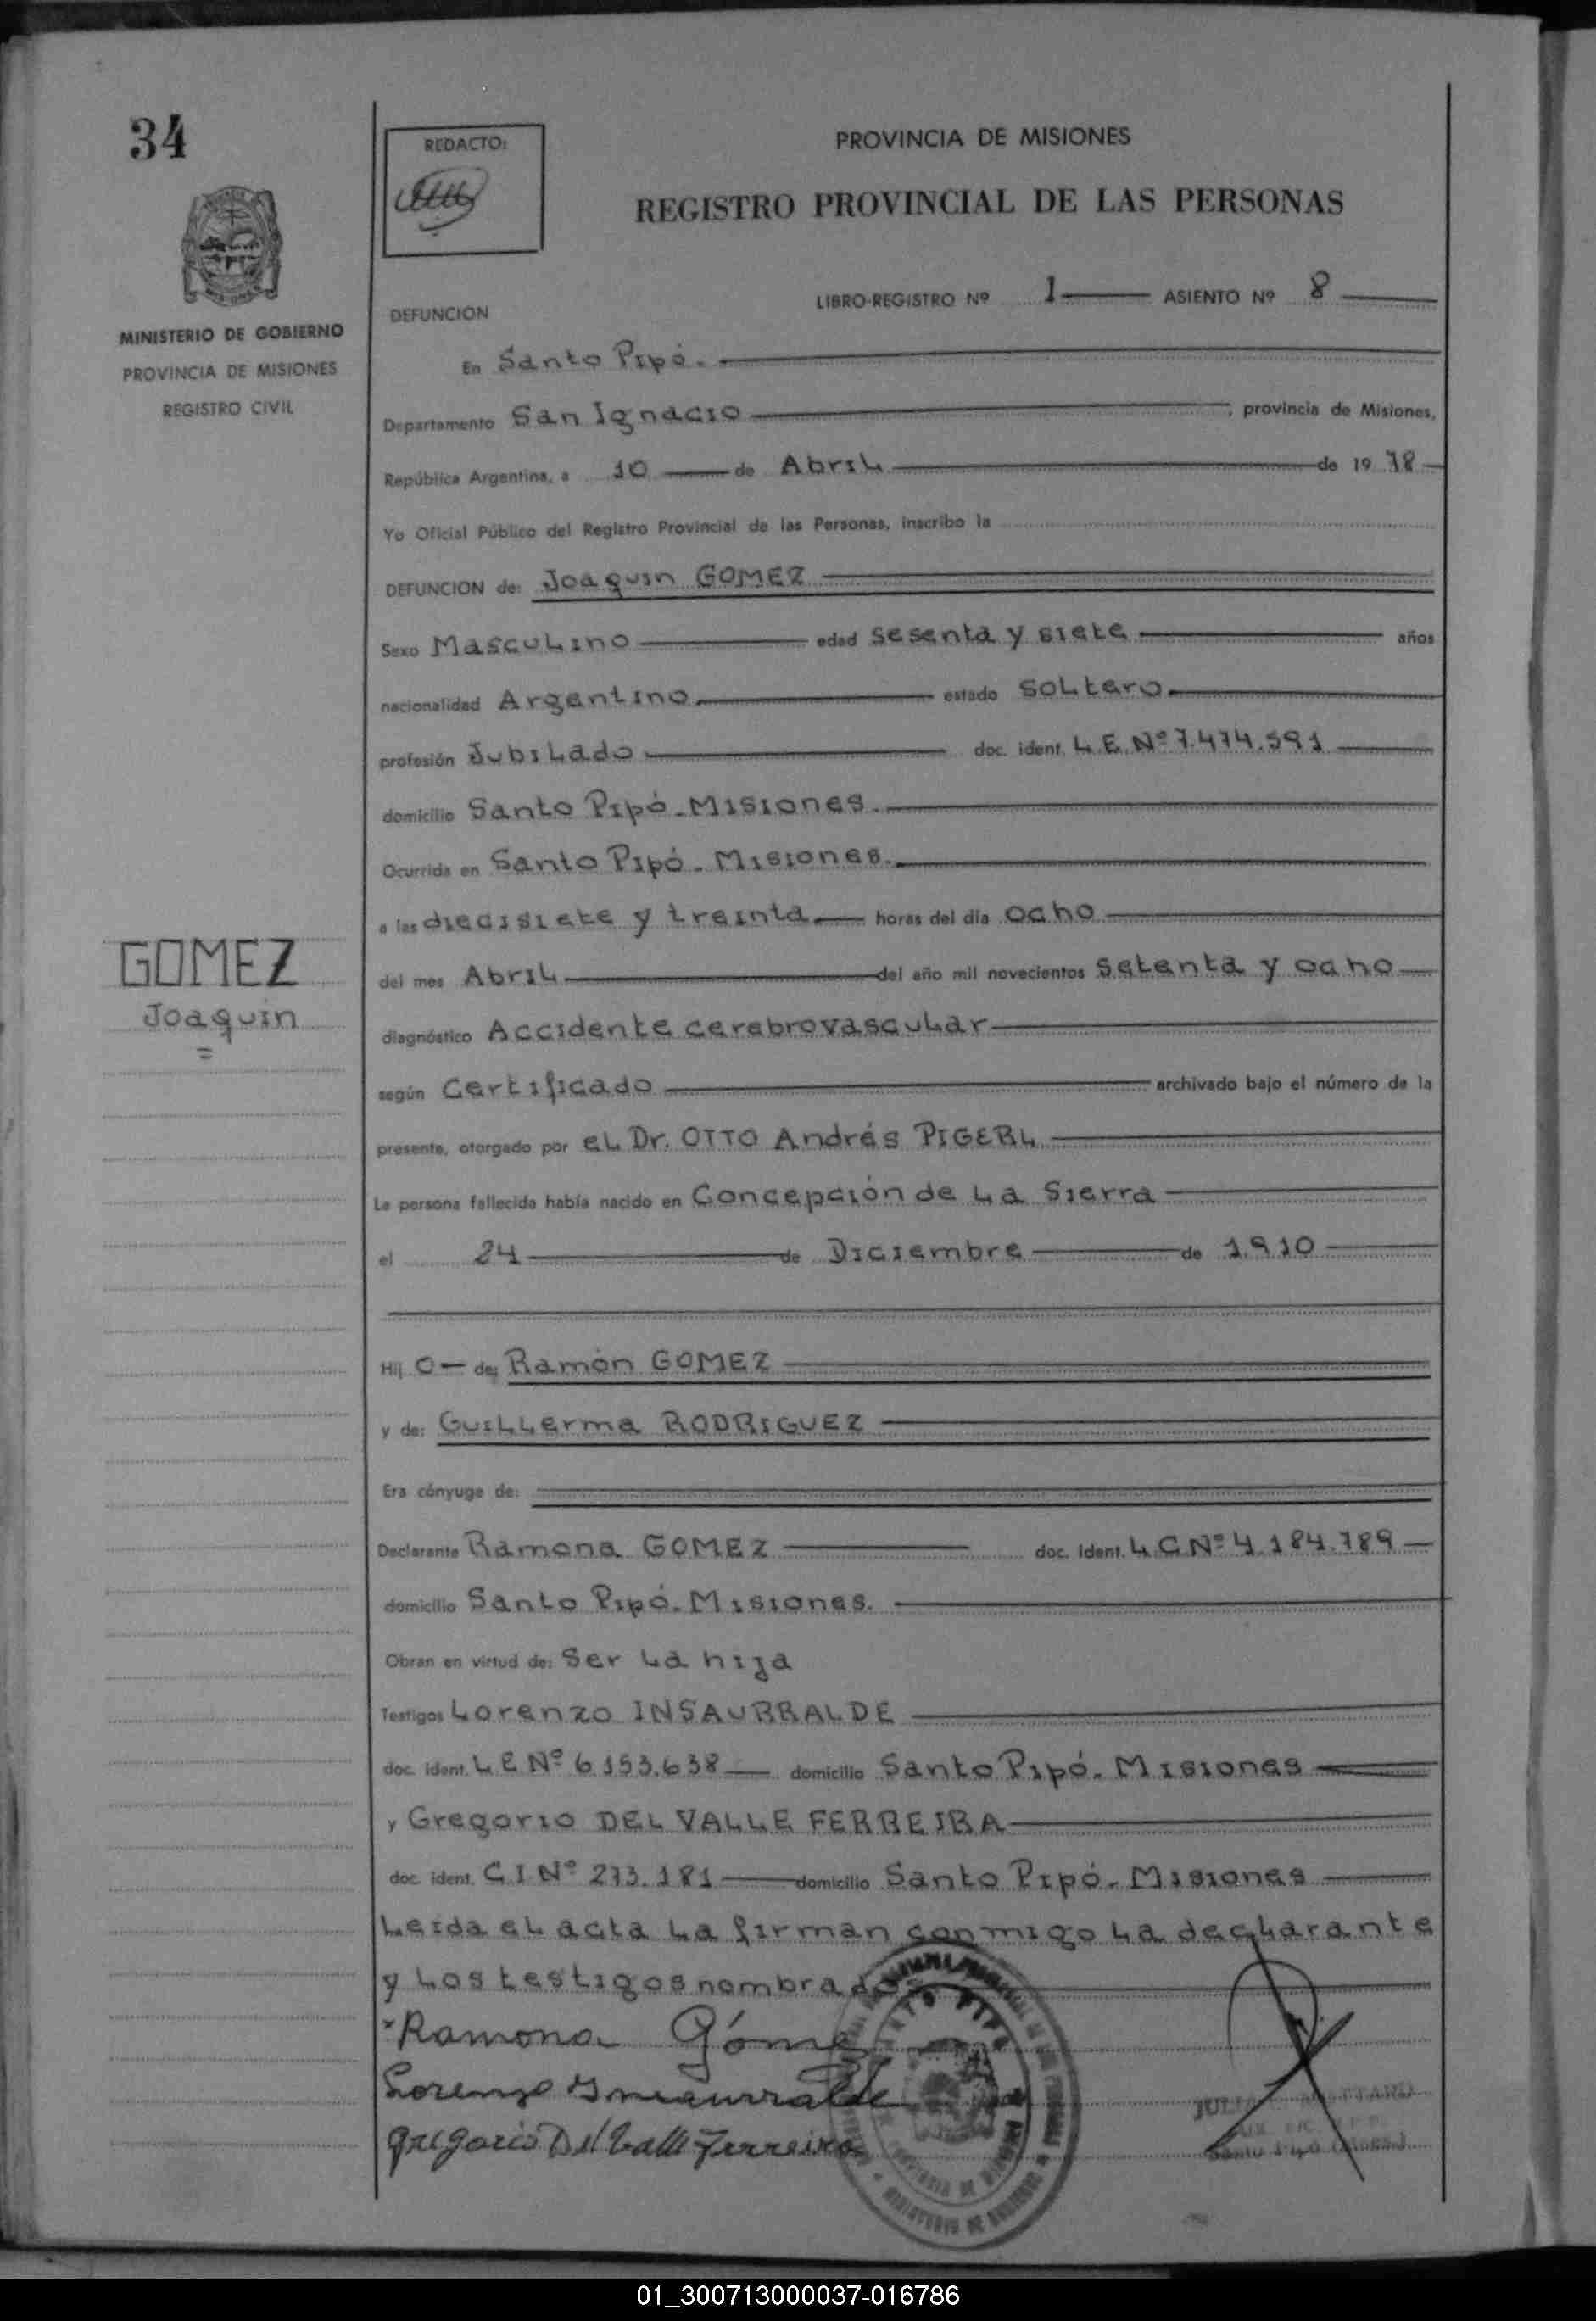 34
REDACTO:
PROVINCIA DE MISIONES
REGISTRO PROVINCIAL DE LAS PERSONAS
MINISTERIO DE GOBIERNO
PROVINCIA DE MISIONES
REGISTRO CIVIL
DEFUNCION
LIBRO-REGISTRO Nº 1 ASIENTO Nº 8
En Santo Pipó.
Departamento San Ignacio, provincia de Misiones,
República Argentina, a 10 de Abril de 1978
Yo Oficial Público del Registro Provincial de las Personas, inscribo la
DEFUNCION de: Joaquin GOMEZ
Sexo Masculino edad sesenta y siete años
nacionalidad Argentino. estado soltero.
profesión Jubilado doc. ident. L.E. Nº 7.474.591
domicilio Santo Pipó - Misiones.
Ocurrida en Santo Pipó - Misiones.
a las diecisiete y treinta horas del día ocho
del mes Abril del año mil novecientos setenta y ocho
GOMEZ
Joaquin
=
diagnóstico Accidente cerebrovascular
según Certificado archivado bajo el número de la
presente, otorgado por el Dr. OTTO Andrés PIGERL
La persona fallecida había nacido en Concepción de La Sierra
el 24 de Diciembre de 1.910
Hij o de: Ramón GOMEZ
y de: Guillerma RODRIGUEZ
Era cónyuge de:
Declarante Ramona GOMEZ doc. ident. L.C Nº 4.184.789
domicilio Santo Pipó. Misiones.
Obran en virtud de: Ser La hija
Testigos Lorenzo INSAURRALDE
doc. ident. L.E. Nº 6.153.638 domicilio Santo Pipó. Misiones
y Gregorio DEL VALLE FERREIRA
doc. ident. C.I. Nº 273.181 domicilio Santo Pipó. Misiones
Leida el acta La firman conmigo La declarante
y Los testigos nombrados
Ramona Gómez
Lorenzo Insaurralde
Gregorio Del Valle Ferreira
01_300713000037-016786